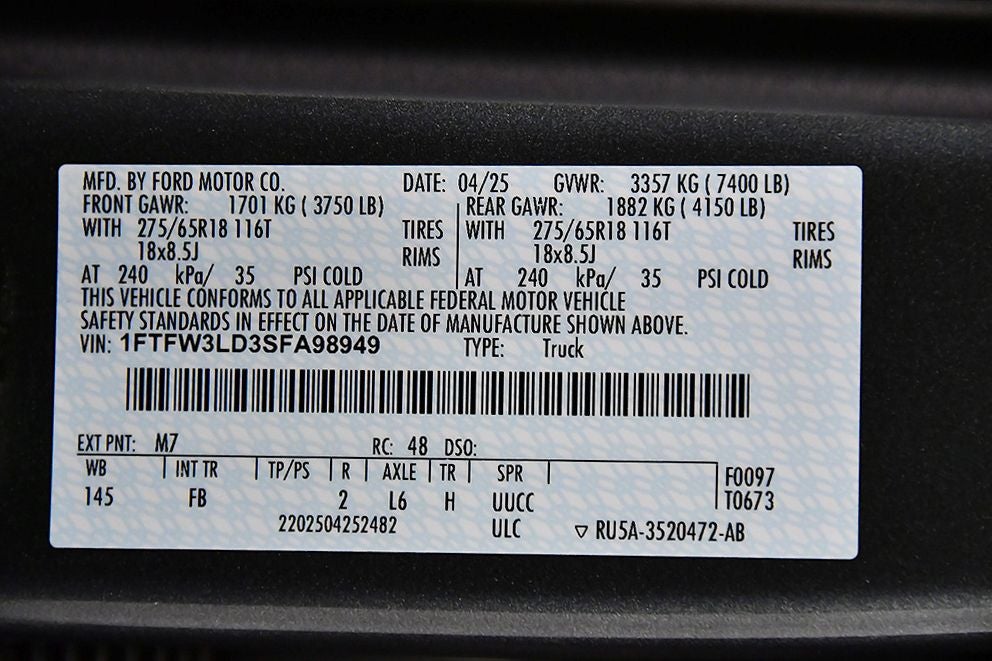 MFD. BY FORD MOTOR CO. DATE: 04/25 GVWR: 3357 KG ( 7400 LB)
FRONT GAWR: 1701 KG ( 3750 LB) REAR GAWR: 1882 KG ( 4150 LB)
WITH 275/65R18 116T TIRES WITH 275/65R18 116T TIRES
18x8.5J RIMS 18x8.5J RIMS
AT 240 kPa/ 35 PSI COLD AT 240 kPa/ 35 PSI COLD
THIS VEHICLE CONFORMS TO ALL APPLICABLE FEDERAL MOTOR VEHICLE
SAFETY STANDARDS IN EFFECT ON THE DATE OF MANUFACTURE SHOWN ABOVE.
VIN: 1FTFW3LD3SFA98949 TYPE: Truck
EXT PNT: M7 RC: 48 DSO:
WB INT TR TP/PS R AXLE TR SPR F0097
145 FB 2 L6 H UUCC T0673
2202504252482 ULC ▽ RU5A-3520472-AB